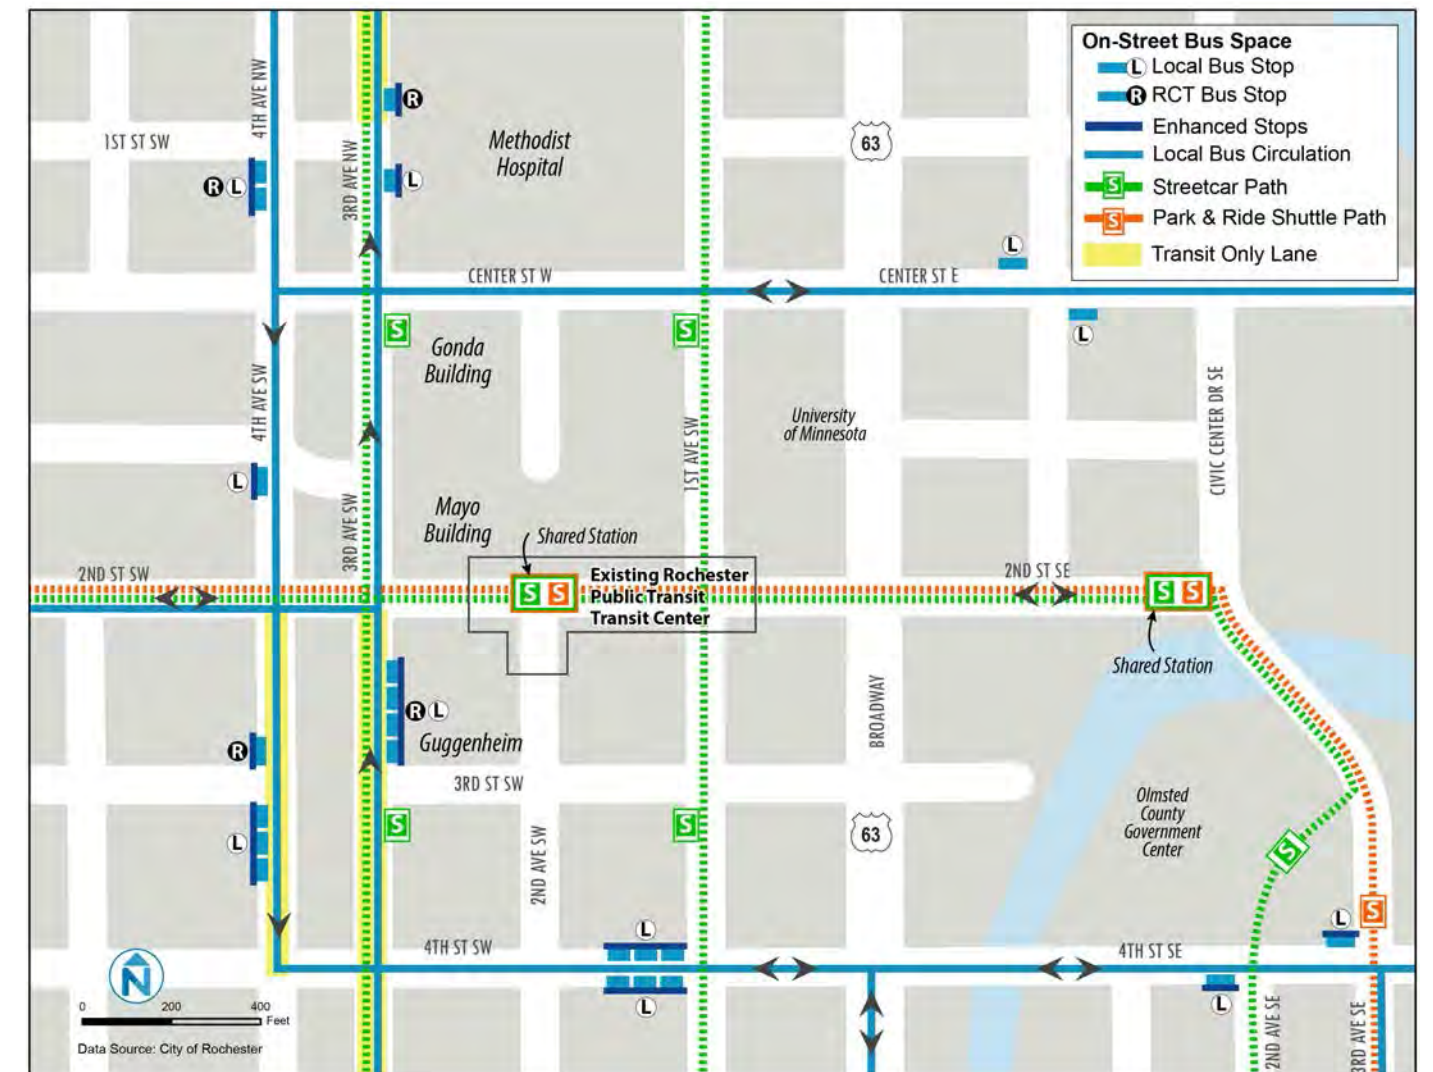 On-Street Bus Space
L Local Bus Stop
R RCT Bus Stop
Enhanced Stops
Local Bus Circulation
S Streetcar Path
S Park & Ride Shuttle Path
Transit Only Lane
4TH AVE NW
R
1ST ST SW
Methodist
Hospital
63
3RD AVE NW
R L
L
L
CENTER ST W
CENTER ST E
S
S
L
Gonda
Building
4TH AVE SW
CIVIC CENTER DR SE
University
of Minnesota
1ST AVE SW
L
3RD AVE SW
Mayo
Building
Shared Station
2ND ST SW
Existing Rochester
Public Transit
Transit Center
S S
2ND ST SE
S S
Shared Station
BROADWAY
R L
Guggenheim
R
3RD ST SW
S
S
63
Olmsted
County
Government
Center
L
S
2ND AVE SW
S
L
L
4TH ST SW
4TH ST SE
N
L
L
0 200 400
Feet
2ND AVE SE
3RD AVE SE
Data Source: City of Rochester